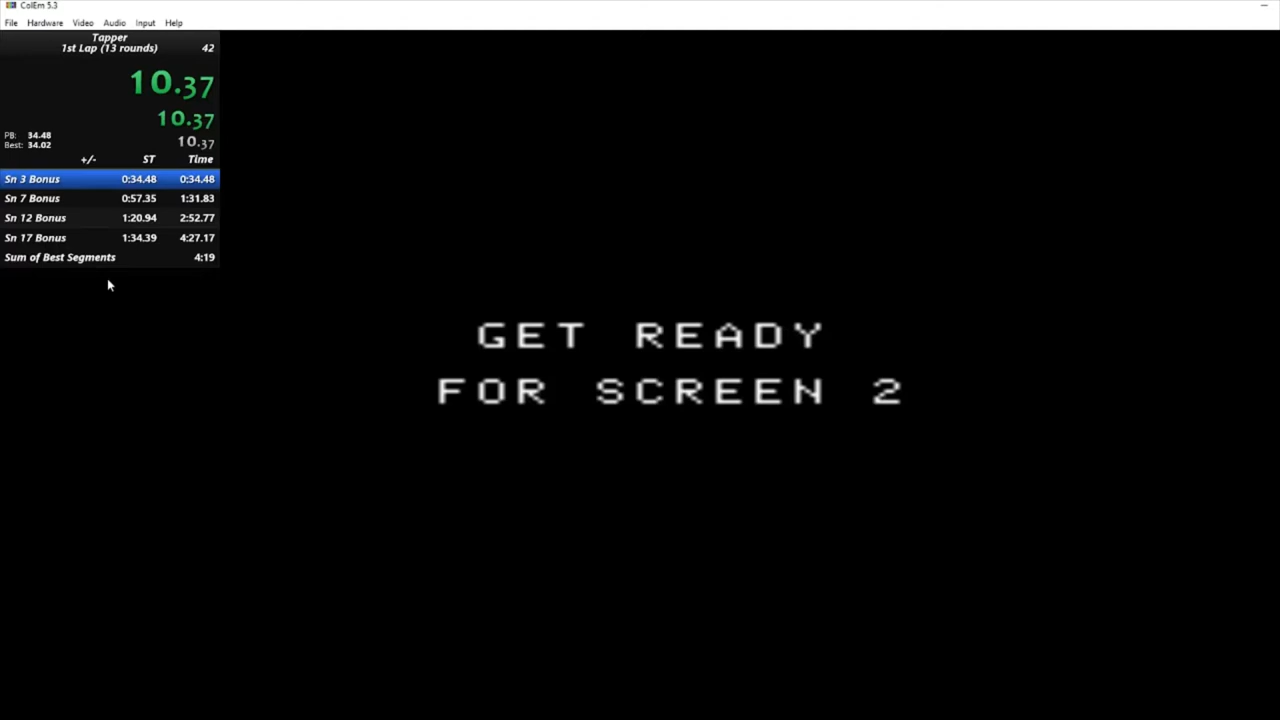 ColEm 5.3
File Hardware Video Audio Input Help
Tapper
1st Lap (13 rounds) 42
10.37
10.37
PB: 34.48
10.37
Best: 34.02
+/- ST Time
Sn 3 Bonus 0:34.48 0:34.48
Sn 7 Bonus 0:57.35 1:31.83
Sn 12 Bonus 1:20.94 2:52.77
Sn 17 Bonus 1:34.39 4:27.17
Sum of Best Segments 4:19
GET READY
FOR SCREEN 2